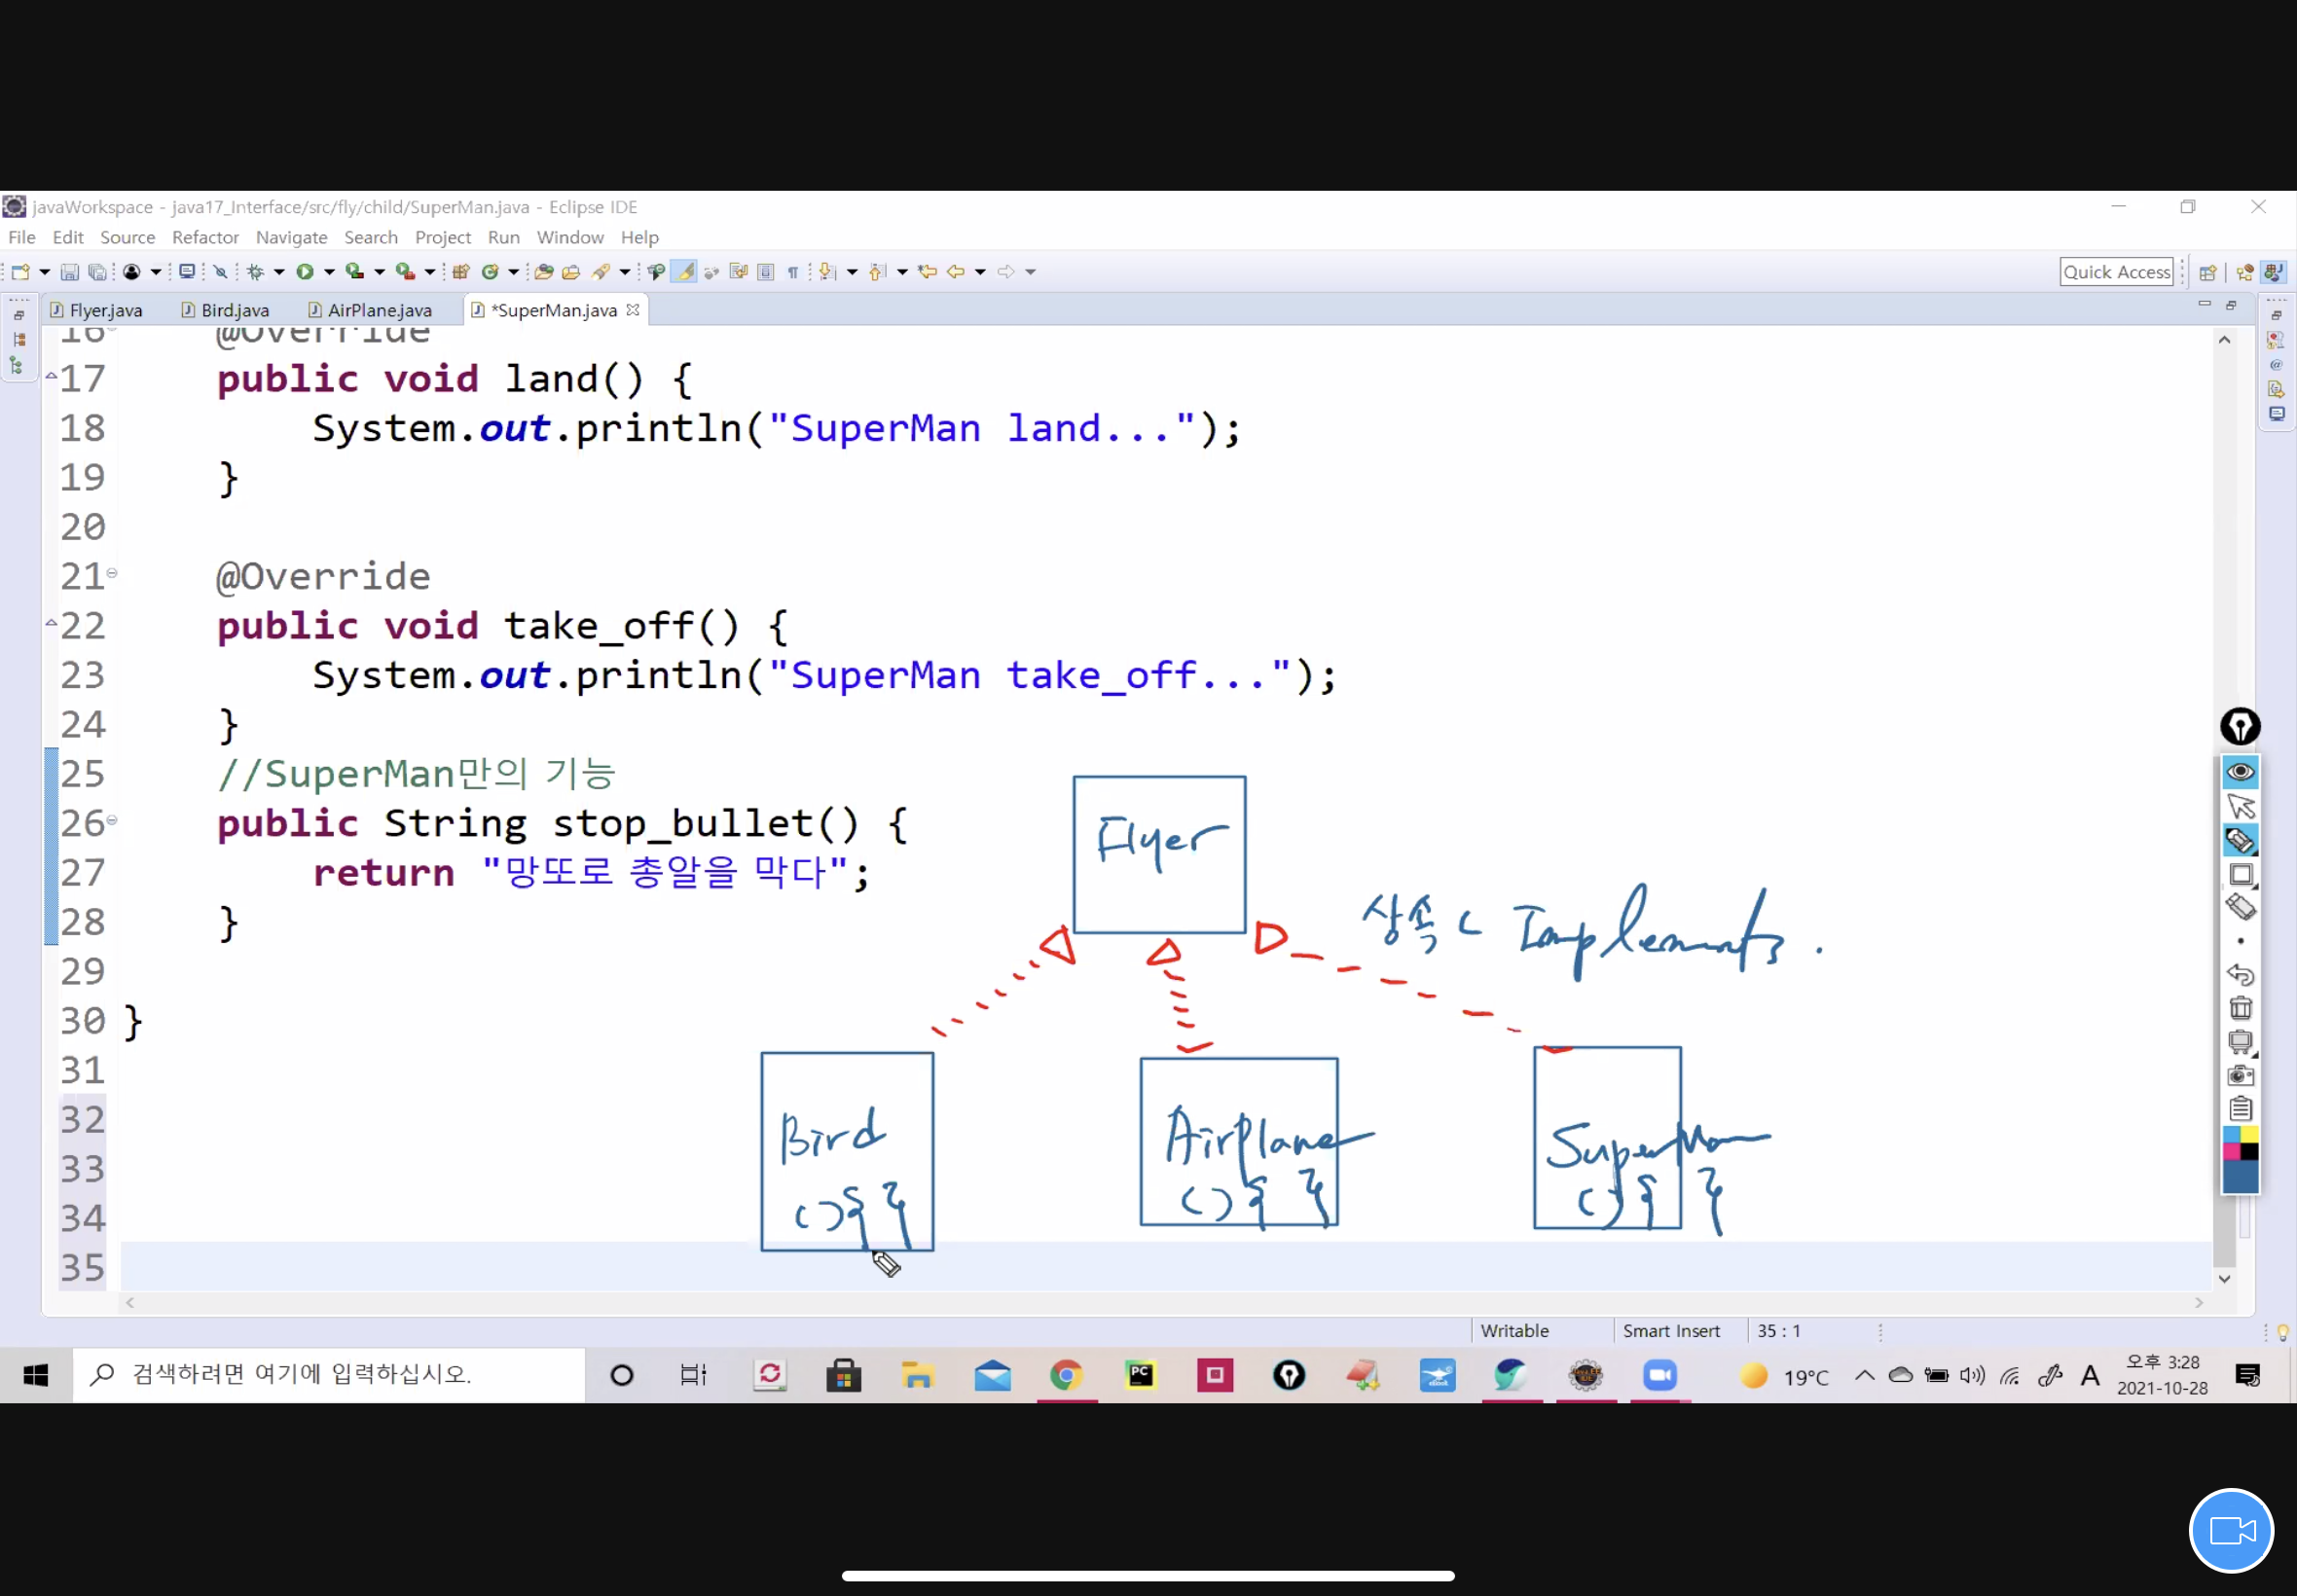 javaWorkspace - java17_Interface/src/fly/child/SuperMan.java - Eclipse IDE
File Edit Source Refactor Navigate Search Project Run Window Help
Quick Access
Flyer.java Bird.java AirPlane.java *SuperMan.java
16 @Override
17 public void land() {
18 System.out.println("SuperMan land...");
19 }
20
21 @Override
22 public void take_off() {
23 System.out.println("SuperMan take_off...");
24 }
25 //SuperMan만의 기능
26 public String stop_bullet() {
27 return "망또로 총알을 막다";
28 }
29
30 }
31
32
33
34
35
Flyer
상속 < Implements.
Bird
(){ }
AirPlane
(){ }
SuperMan
(){ }
Writable Smart Insert 35 : 1
검색하려면 여기에 입력하십시오.
PC
19°C
A
오후 3:28
2021-10-28